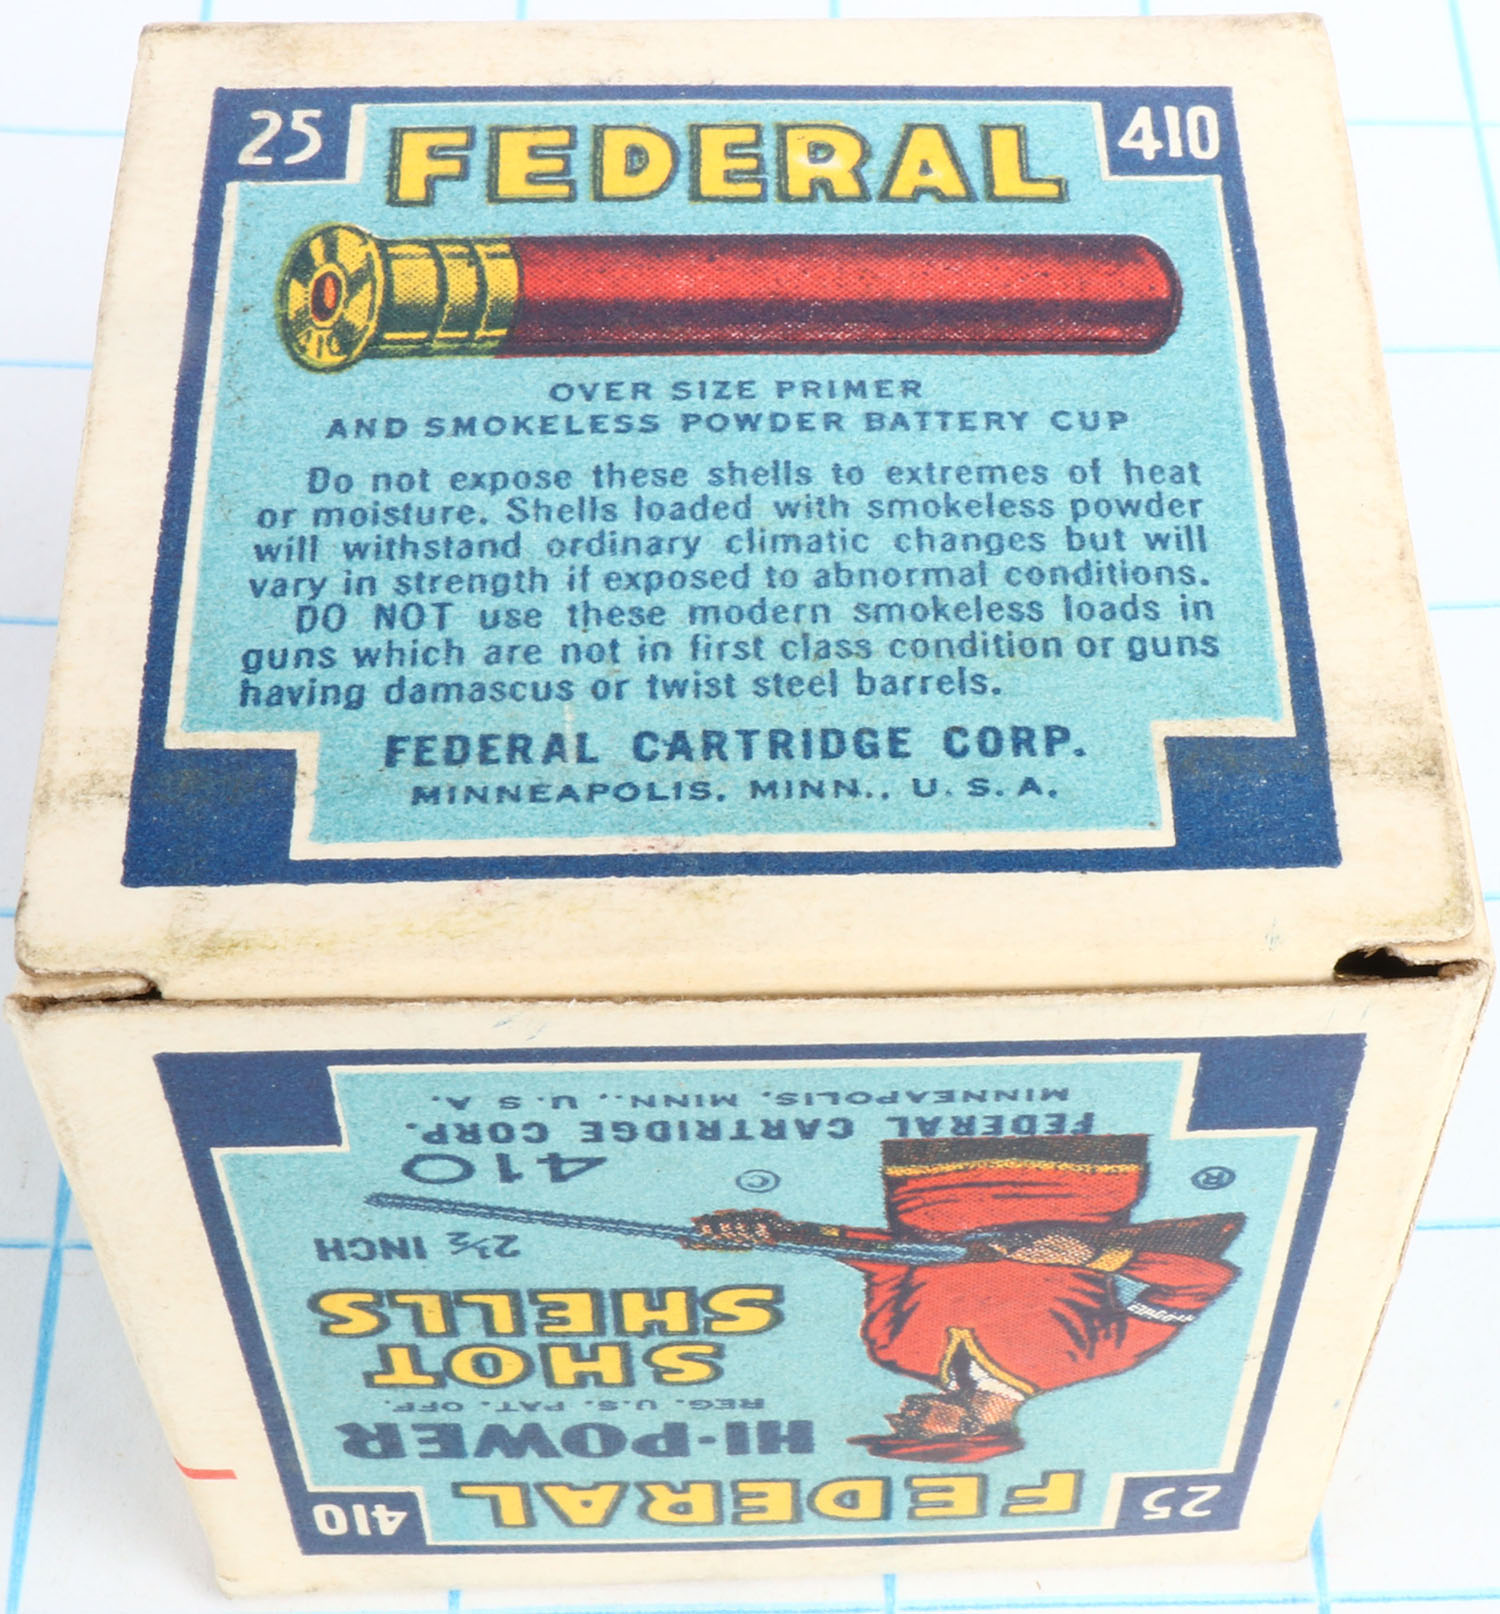 25 FEDERAL 410
410
OVER SIZE PRIMER
AND SMOKELESS POWDER BATTERY CUP
Do not expose these shells to extremes of heat
or moisture. Shells loaded with smokeless powder
will withstand ordinary climatic changes but will
vary in strength if exposed to abnormal conditions.
DO NOT use these modern smokeless loads in
guns which are not in first class condition or guns
having damascus or twist steel barrels.
FEDERAL CARTRIDGE CORP.
MINNEAPOLIS, MINN., U.S.A.
25 FEDERAL 410
HI-POWER
REG. U.S. PAT. OFF.
SHOT
SHELLS
2½ INCH
® © 410
FEDERAL CARTRIDGE CORP.
MINNEAPOLIS, MINN., U.S.A.